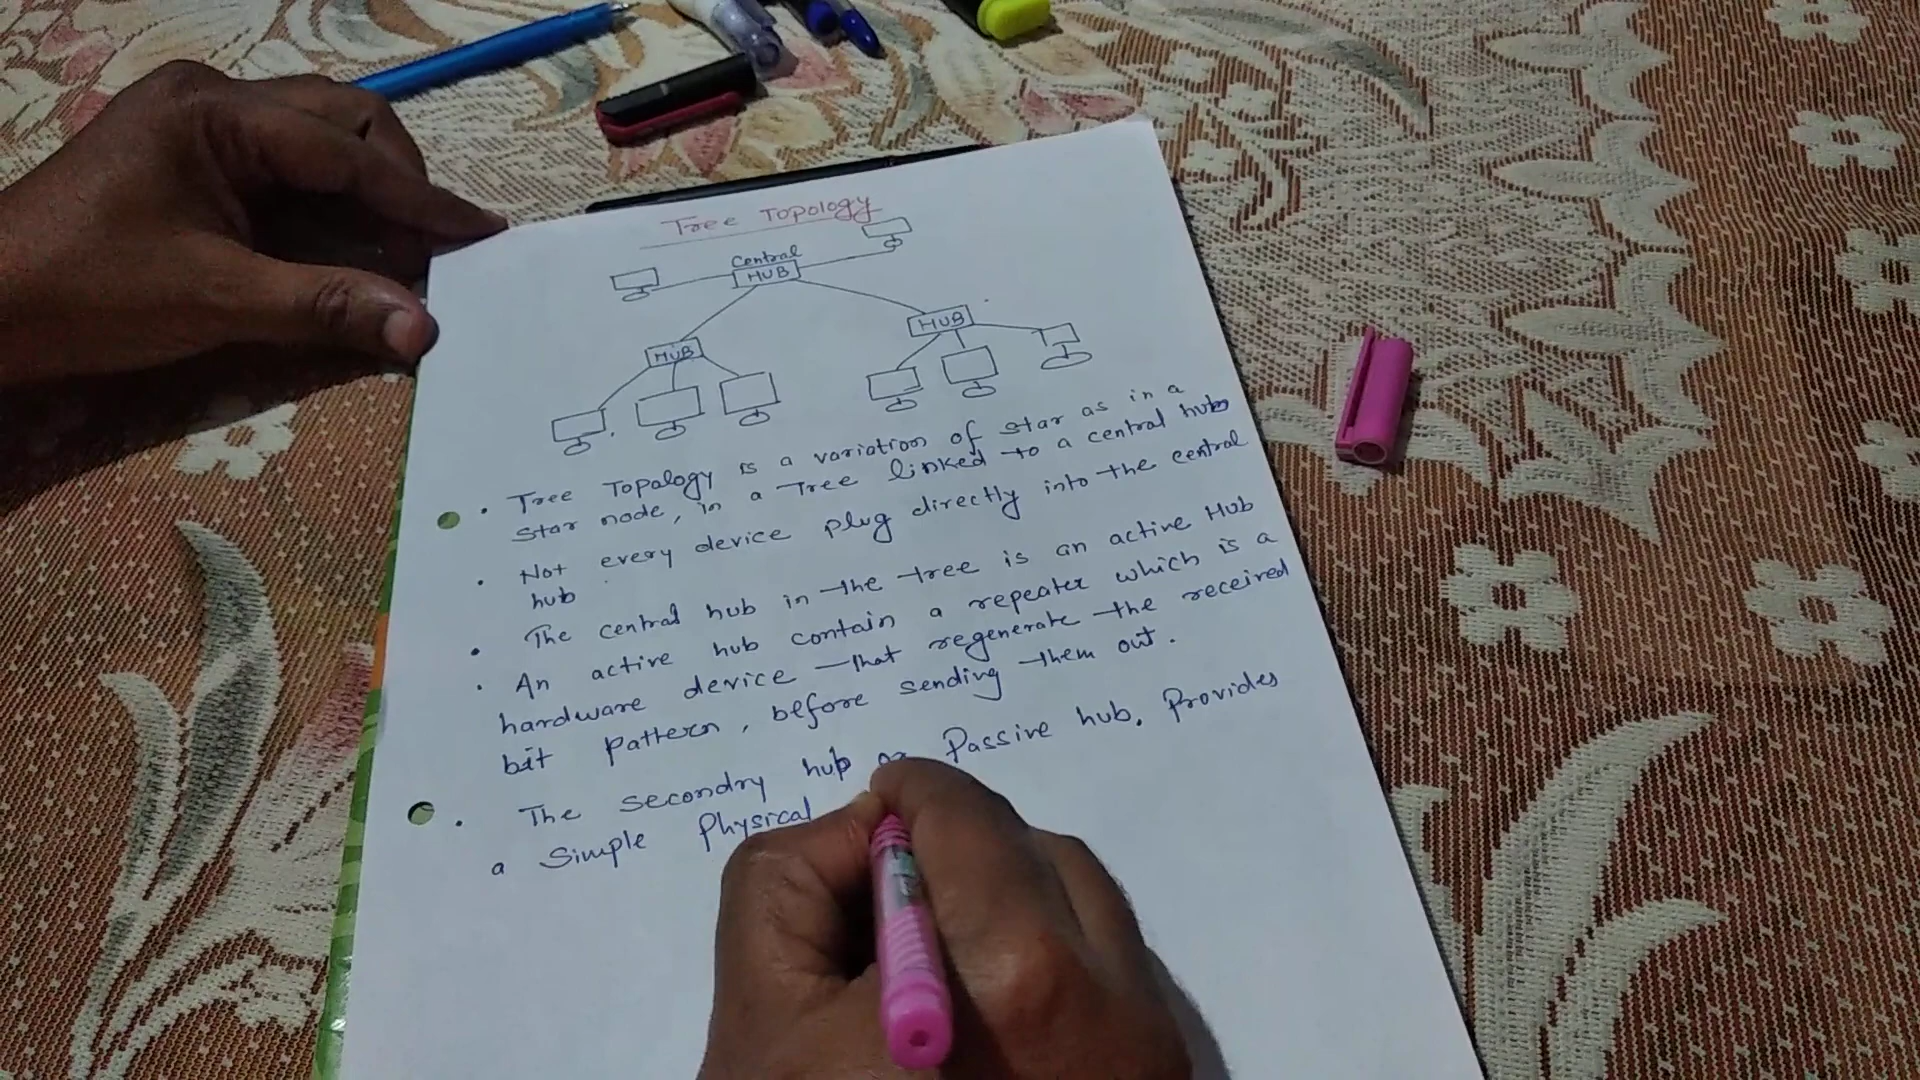 Tree Topology
Central
HUB
HUB
HUB
• Tree Topalogy is a variation of star as in a
star node, in a Tree linked to a central hub
• Not every device plug directly into the central
hub
• The central hub in the tree is an active Hub
• An active hub contain a repeater which is a
hardware device that regenerate the received
bit pattern, before sending them out.
• The secondry hub or Passive hub. Provides
a Simple Physical